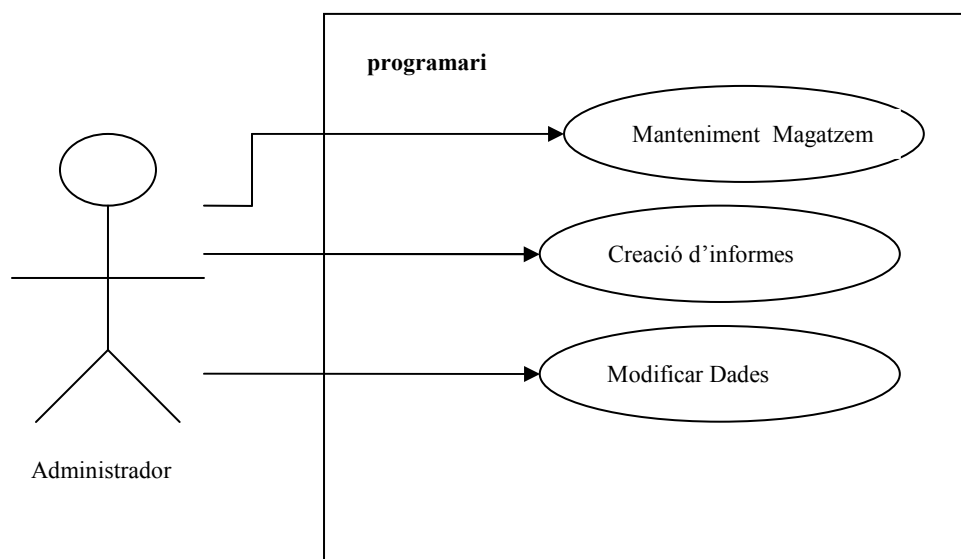 programari
Manteniment Magatzem
Creació d’informes
Modificar Dades
Administrador